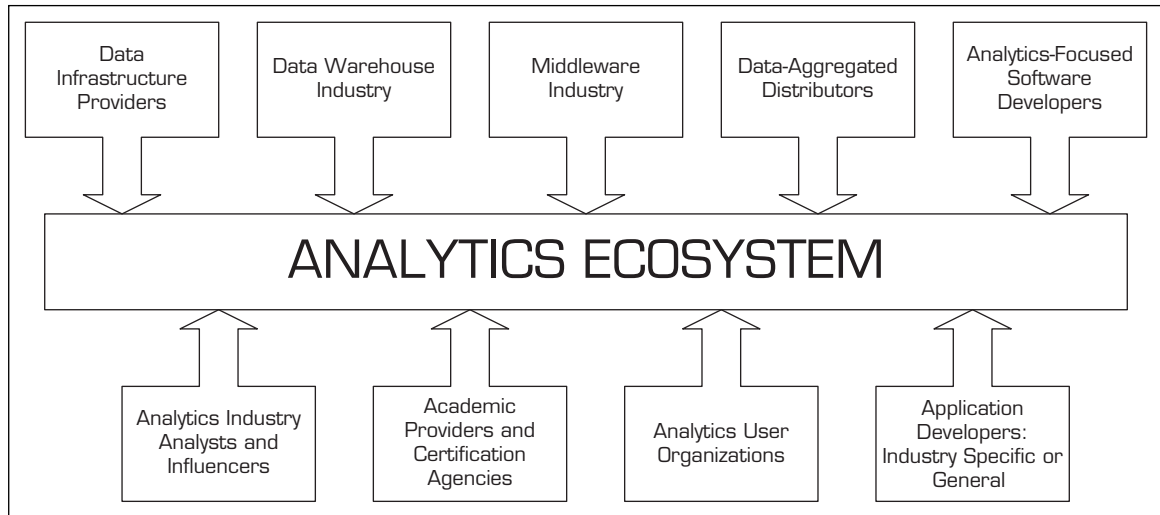 Data
Infrastructure
Providers
Data Warehouse
Industry
Middleware
Industry
Data-Aggregated
Distributors
Analytics-Focused
Software
Developers
ANALYTICS ECOSYSTEM
Analytics Industry
Analysts and
Influencers
Academic
Providers and
Certification
Agencies
Analytics User
Organizations
Application
Developers:
Industry Specific or
General